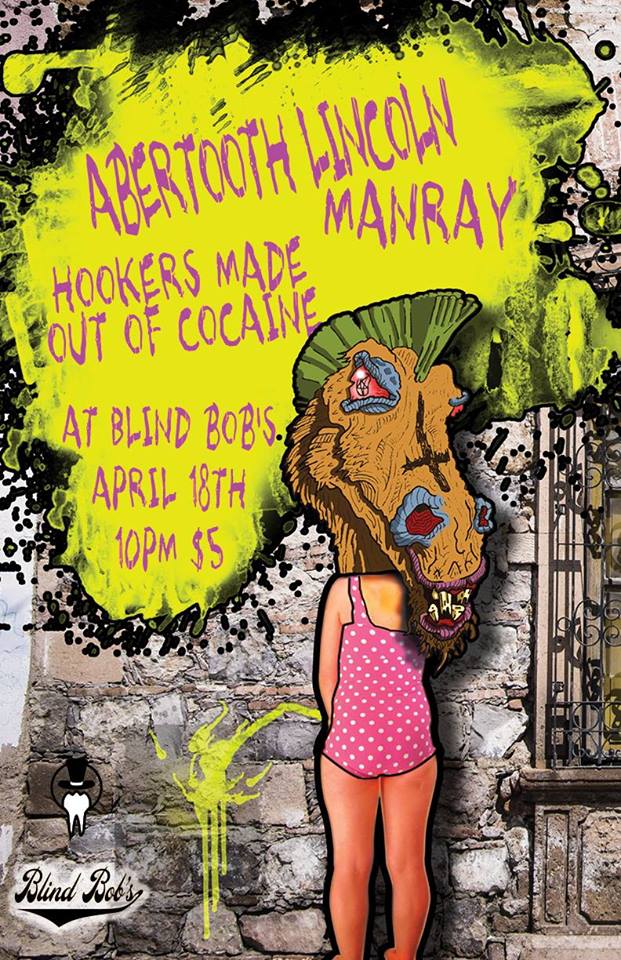 ABERTOOTH LINCOLN
MANRAY
HOOKERS MADE
OUT OF COCAINE
AT BLIND BOB'S
APRIL 18TH
10PM $5
Blind Bob's